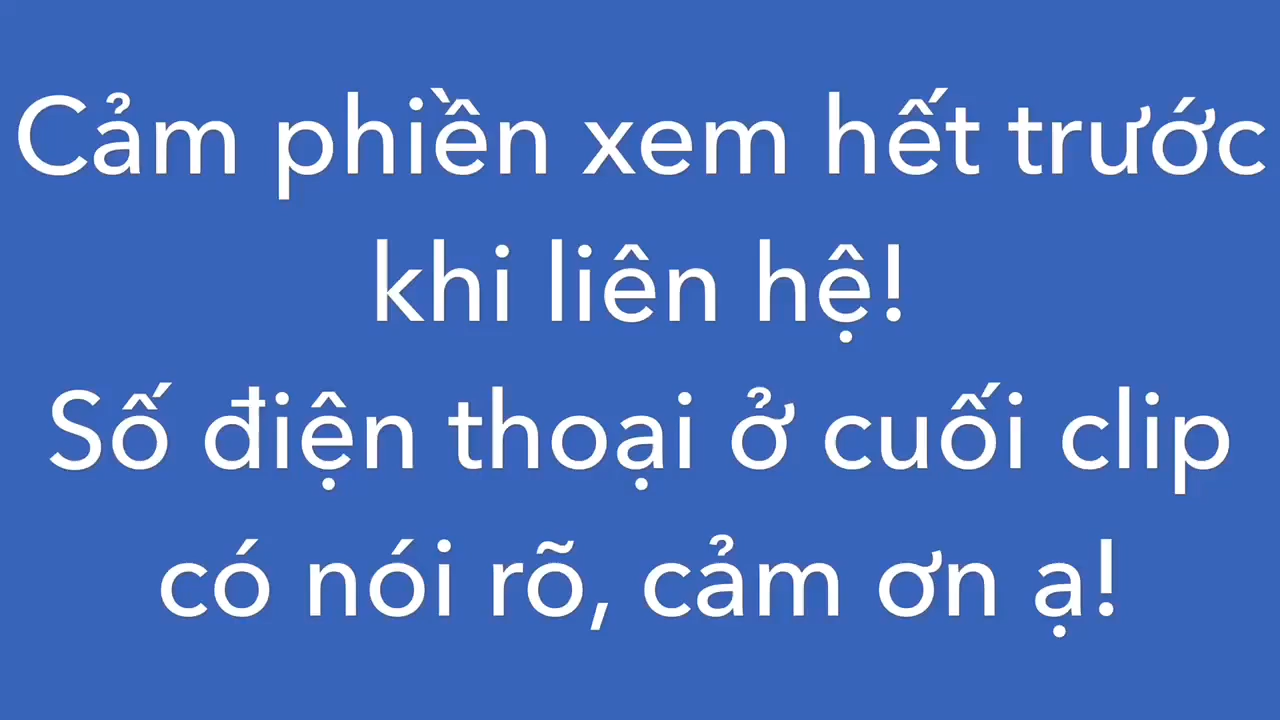 Cảm phiền xem hết trước
khi liên hệ!
Số điện thoại ở cuối clip
có nói rõ, cảm ơn ạ!